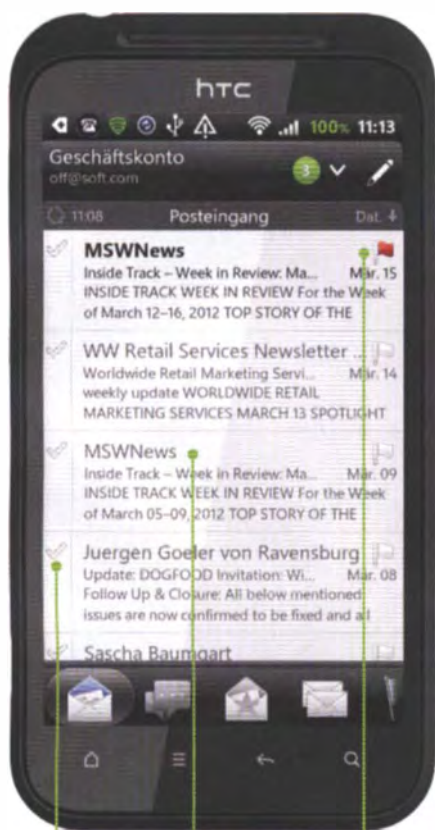 htc
100% 11:13
Geschäftskonto
off@soft.com
3
11:08 Posteingang Dat.
MSWNews
Inside Track – Week in Review: Ma... Mär. 15
INSIDE TRACK WEEK IN REVIEW For the Week
of March 12–16, 2012 TOP STORY OF THE
WW Retail Services Newsletter ...
Worldwide Retail Marketing Servi... Mär. 14
weekly update WORLDWIDE RETAIL
MARKETING SERVICES MARCH 13 SPOTLIGHT
MSWNews
Inside Track – Week in Review: Ma... Mär. 09
INSIDE TRACK WEEK IN REVIEW For the Week
of March 05–09, 2012 TOP STORY OF THE
Juergen Goeler von Ravensburg
Update: DOGFOOD Invitation: Wi... Mär. 08
Follow Up & Closure: All below mentioned
issues are now confirmed to be fixed and all
Sascha Baumgart